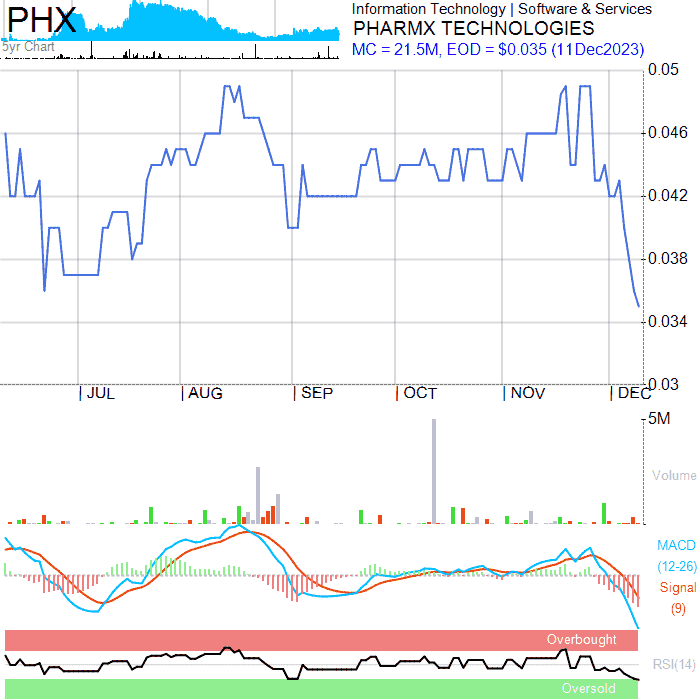 PHX
5yr Chart
Information Technology | Software & Services
PHARMX TECHNOLOGIES
MC = 21.5M, EOD = $0.035 (11Dec2023)
0.05
0.046
0.042
0.038
0.034
0.03
JUL AUG SEP OCT NOV DEC
5M
Volume
MACD
(12-26)
Signal
(9)
Overbought
RSI(14)
Oversold